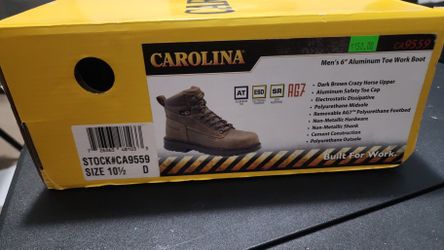 CAROLINA
150.00
CA9559
Men's 6" Aluminum Toe Work Boot
AT
ESD
SR
AG7
• Dark Brown Crazy Horse Upper
• Aluminum Safety Toe Cap
• Electrostatic Dissipative
• Polyurethane Midsole
• Removable AG7™ Polyurethane Footbed
• Non-Metallic Hardware
• Non-Metallic Shank
• Cement Construction
• Polyurethane Outsole
STOCK#CA9559
SIZE 10½ D
Built For Work.